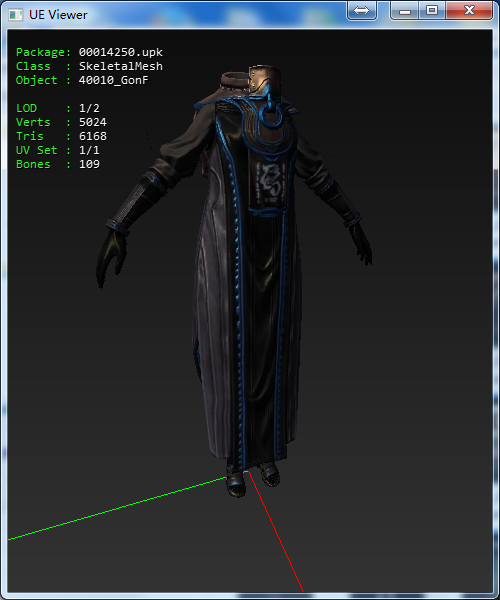 UE Viewer
Package: 00014250.upk
Class : SkeletalMesh
Object : 40010_GonF
LOD : 1/2
Verts : 5024
Tris : 6168
UV Set : 1/1
Bones : 109